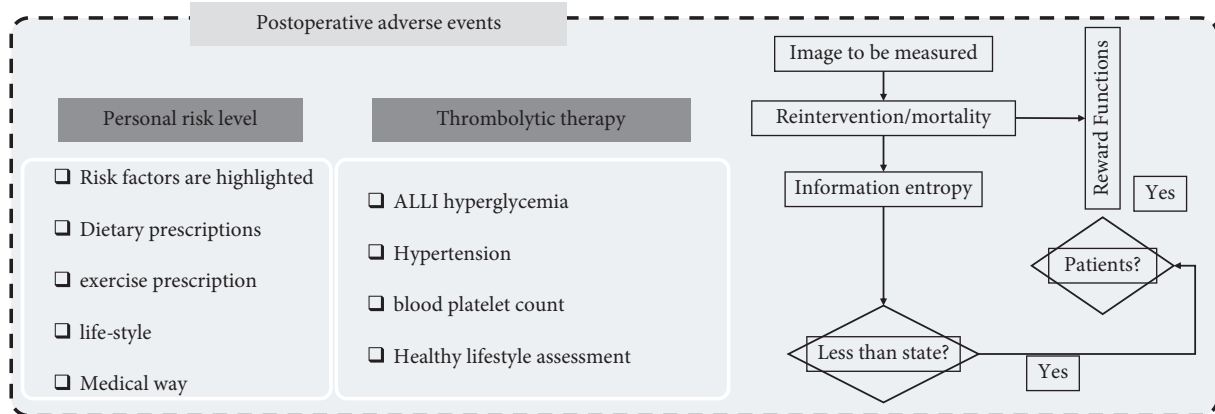 Postoperative adverse events
Personal risk level
Risk factors are highlighted
Dietary prescriptions
exercise prescription
life-style
Medical way
Thrombolytic therapy
ALLI hyperglycemia
Hypertension
blood platelet count
Healthy lifestyle assessment
Image to be measured
Reintervention/mortality
Information entropy
Less than state?
Yes
Reward Functions
Yes
Patients?